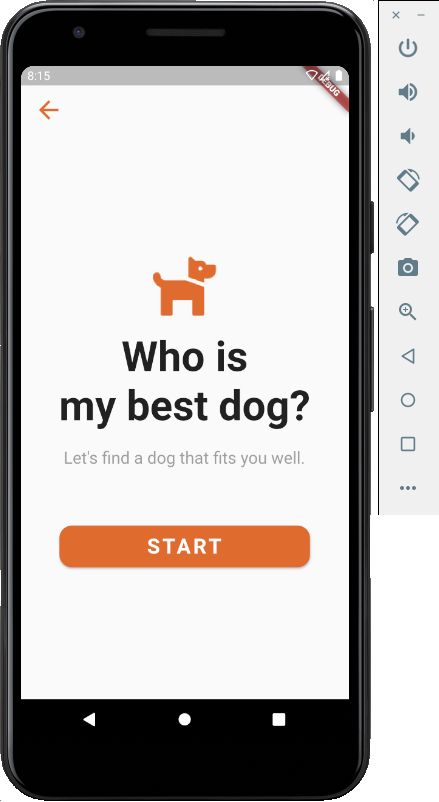 8:15
DEBUG
Who is
my best dog?
Let's find a dog that fits you well.
START